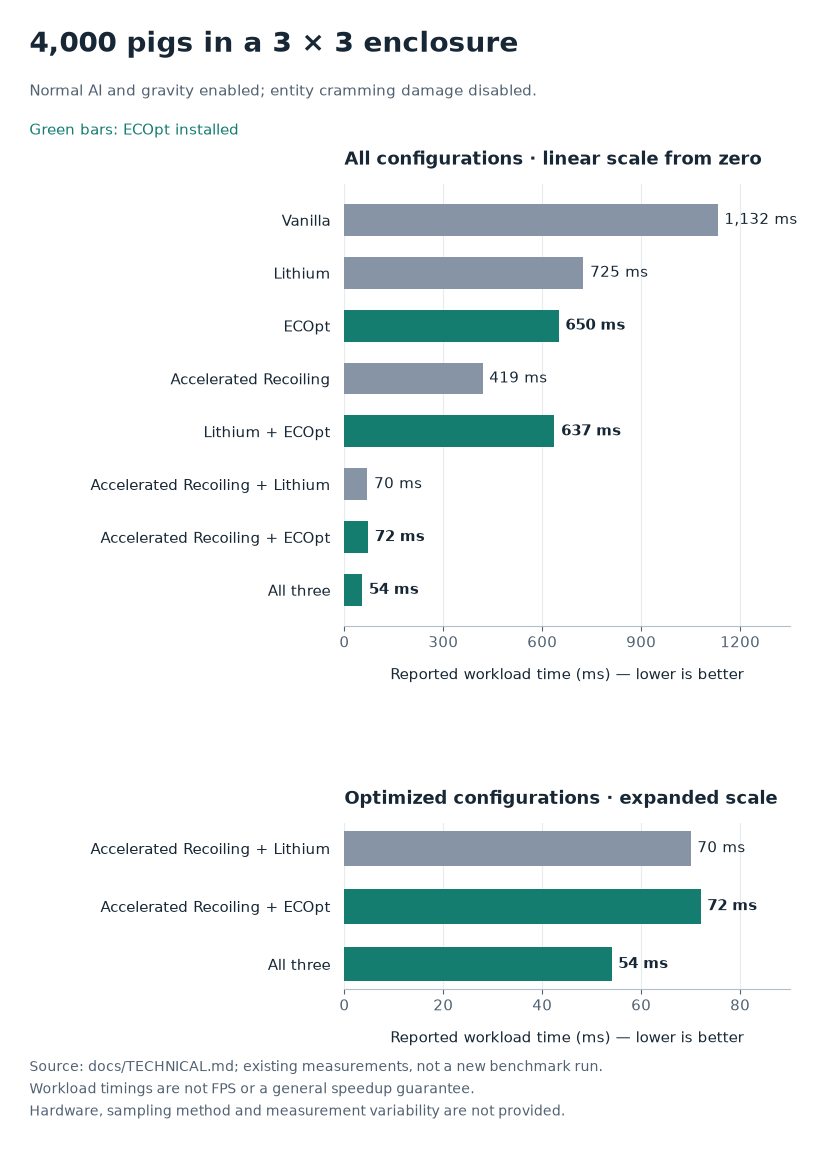 4,000 pigs in a 3 × 3 enclosure
Normal AI and gravity enabled; entity cramming damage disabled.
Green bars: ECOpt installed
All configurations · linear scale from zero
Vanilla 1,132 ms
Lithium 725 ms
ECOpt 650 ms
Accelerated Recoiling 419 ms
Lithium + ECOpt 637 ms
Accelerated Recoiling + Lithium 70 ms
Accelerated Recoiling + ECOpt 72 ms
All three 54 ms
0 300 600 900 1200
Reported workload time (ms) — lower is better
Optimized configurations · expanded scale
Accelerated Recoiling + Lithium 70 ms
Accelerated Recoiling + ECOpt 72 ms
All three 54 ms
0 20 40 60 80
Reported workload time (ms) — lower is better
Source: docs/TECHNICAL.md; existing measurements, not a new benchmark run.
Workload timings are not FPS or a general speedup guarantee.
Hardware, sampling method and measurement variability are not provided.